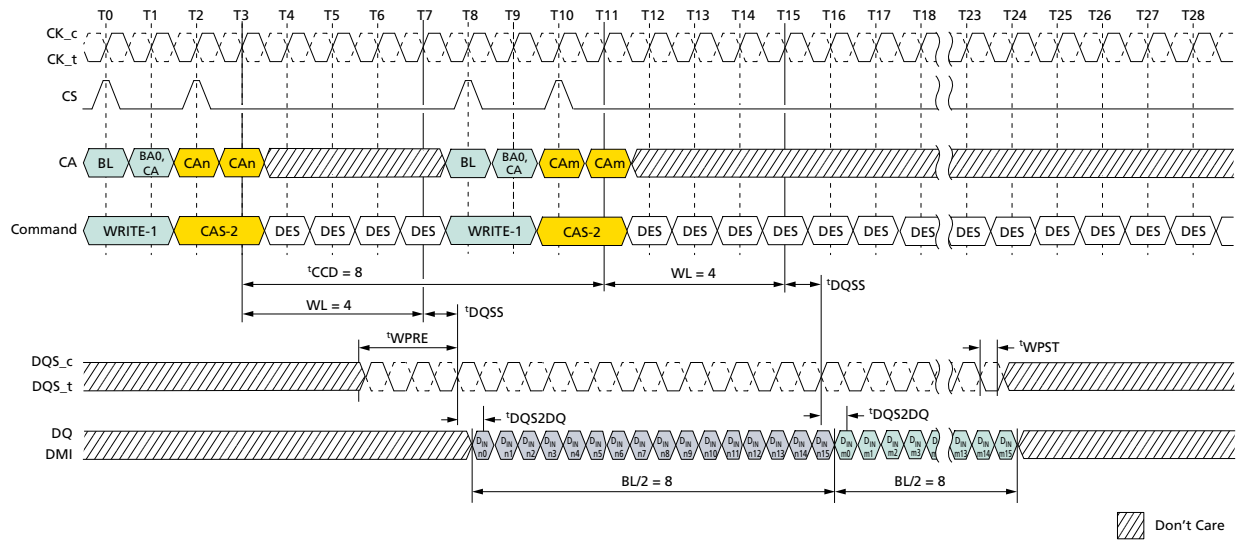 T0 T1 T2 T3 T4 T5 T6 T7 T8 T9 T10 T11 T12 T13 T14 T15 T16 T17 T18 T23 T24 T25 T26 T27 T28
CK_c
CK_t
CS
CA BL BA0, CA CAn CAn BL BA0, CA CAm CAm
Command WRITE-1 CAS-2 DES DES DES DES WRITE-1 CAS-2 DES DES DES DES DES DES DES DES DES DES DES DES DES
tCCD = 8 WL = 4 tDQSS
WL = 4 tDQSS
tWPRE tWPST
DQS_c
DQS_t
tDQS2DQ tDQS2DQ
DQ
DMI
DIN n0 DIN n1 DIN n2 DIN n3 DIN n4 DIN n5 DIN n6 DIN n7 DIN n8 DIN n9 DIN n10 DIN n11 DIN n12 DIN n13 DIN n14 DIN n15 DIN m0 DIN m1 DIN m2 DIN m3 DIN m13 DIN m14 DIN m15
BL/2 = 8 BL/2 = 8
Don't Care